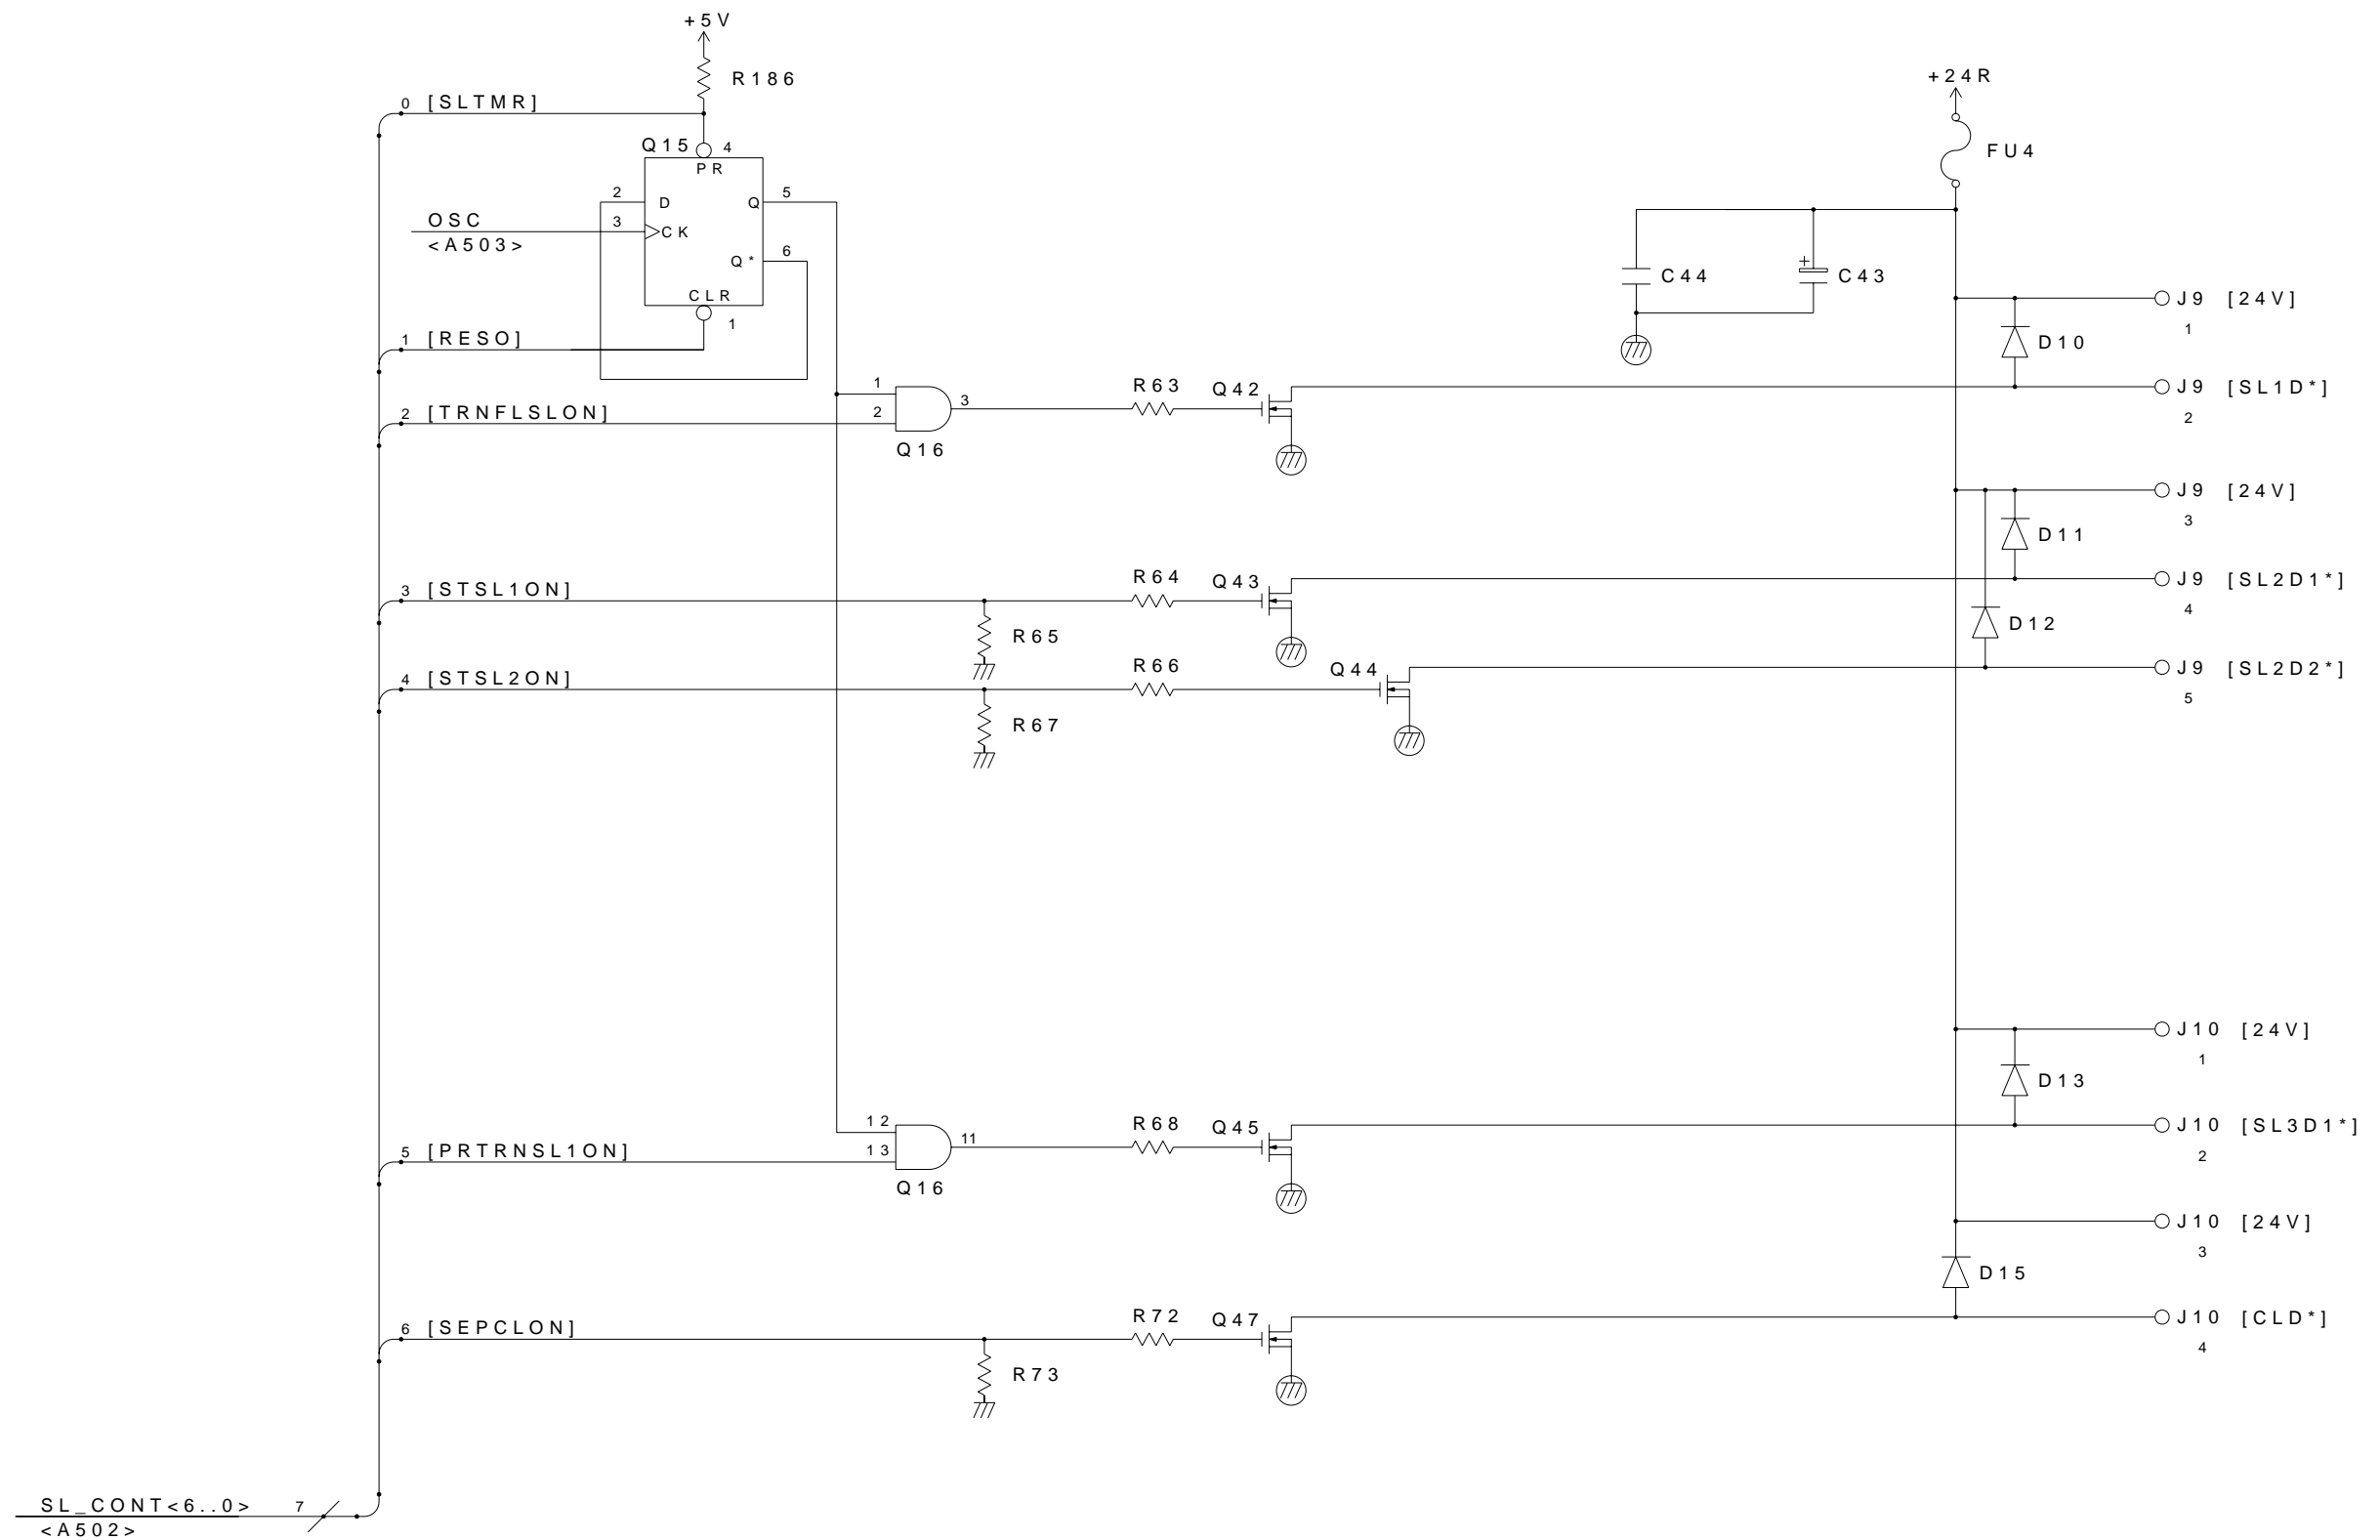 +5V
R186
+24R
FU4
0 [SLTMR]
Q15 4
PR
2 D Q 5
OSC 3 CK
<A503>
Q* 6
CLR
1
C44 C43
J9 [24V]
1
D10
1 [RESO]
2 [TRNFLSLON]
1
2
3
Q16
R63 Q42
J9 [SL1D*]
2
J9 [24V]
3
D11
3 [STSL1ON]
R64 Q43
J9 [SL2D1*]
4
R65
D12
4 [STSL2ON]
R66 Q44
J9 [SL2D2*]
5
R67
J10 [24V]
1
D13
5 [PRTRNSL1ON]
12
13
11
Q16
R68 Q45
J10 [SL3D1*]
2
J10 [24V]
3
D15
6 [SEPCLON]
R72 Q47
J10 [CLD*]
4
R73
SL_CONT<6..0> 7
<A502>